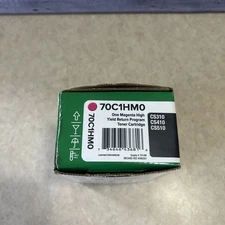 70C1HM0
70C1HM0
One Magenta High
Yield Return Program
Toner Cartridge
CS310
CS410
CS510